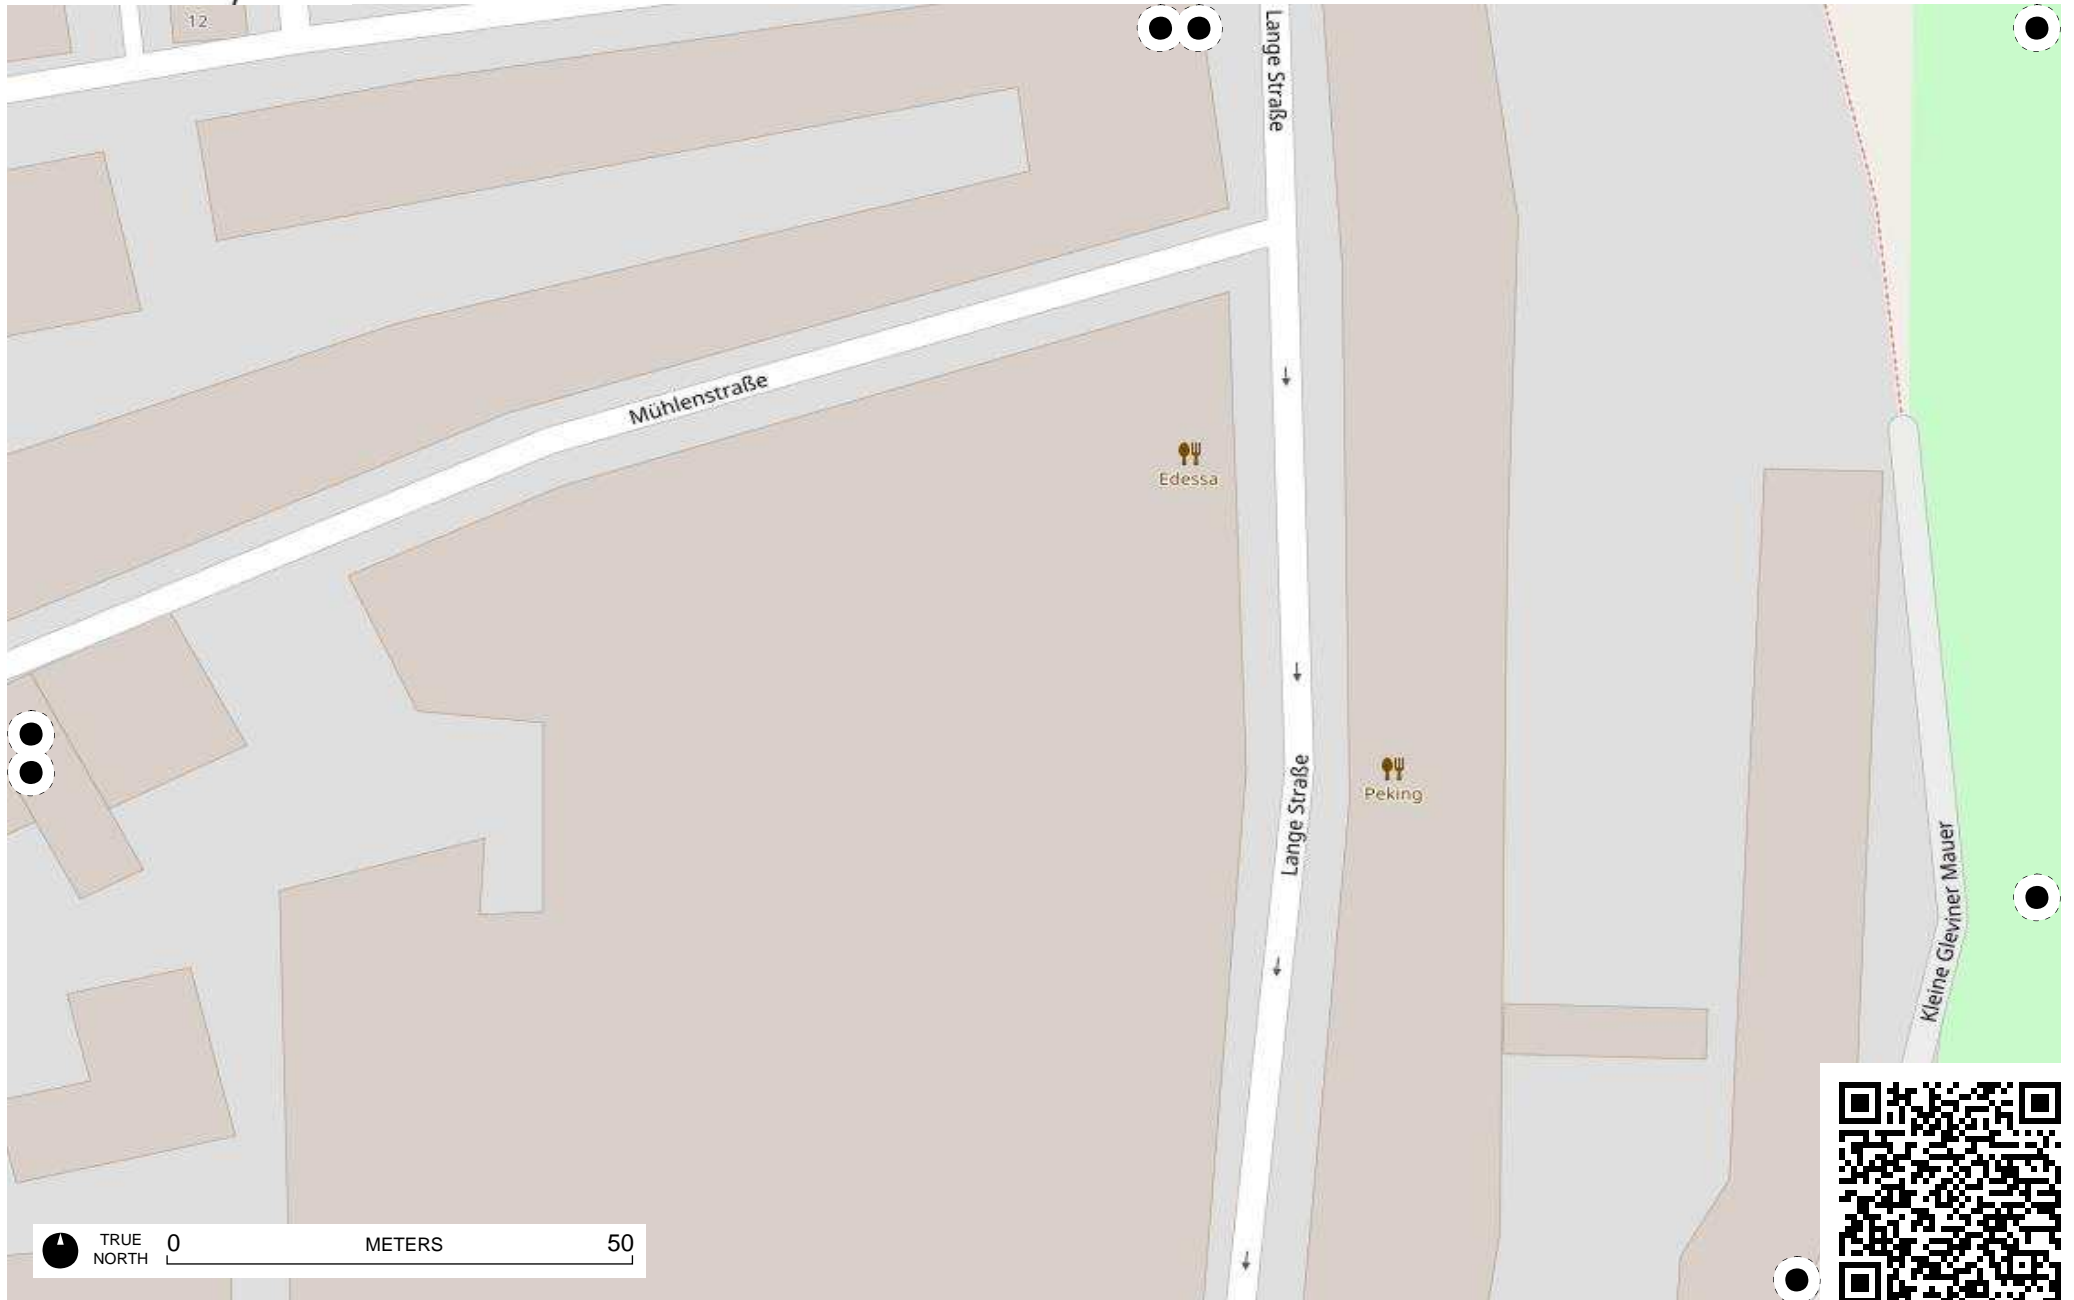 12
Lange Straße
Mühlenstraße
Edessa
Lange Straße
Peking
Kleine Gleviner Mauer
TRUE
NORTH
0 METERS 50